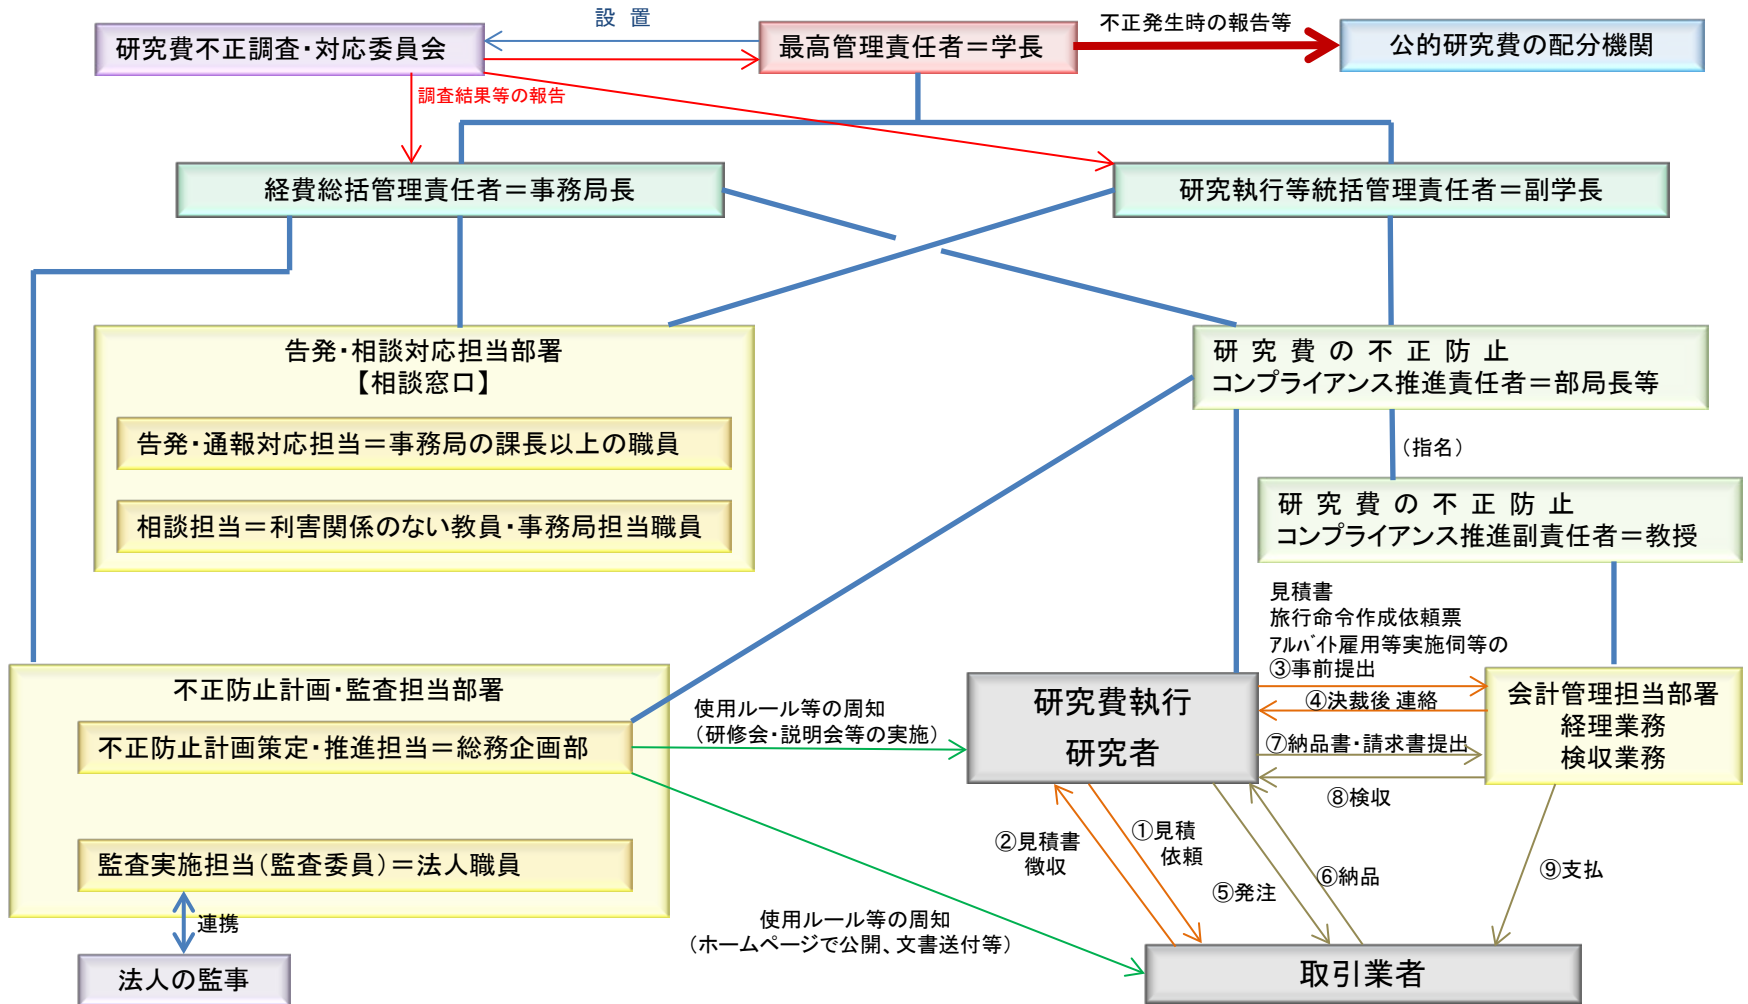 設　置
不正発生時の報告等
研究費不正調査・対応委員会
最高管理責任者＝学長
公的研究費の配分機関
調査結果等の報告
経費総括管理責任者＝事務局長
研究執行等統括管理責任者＝副学長
告発・相談対応担当部署
【相談窓口】
告発・通報対応担当＝事務局の課長以上の職員
相談担当＝利害関係のない教員・事務局担当職員
研 究 費 の 不 正 防 止
コンプライアンス推進責任者＝部局長等
（指名）
研 究 費 の 不 正 防 止
コンプライアンス推進副責任者＝教授
見積書
旅行命令作成依頼票
ｱﾙﾊﾞｲﾄ雇用等実施伺等の
③事前提出
不正防止計画・監査担当部署
不正防止計画策定・推進担当＝総務企画部
監査実施担当（監査委員）＝法人職員
連携
法人の監事
使用ルール等の周知
（研修会・説明会等の実施）
研究費執行
研究者
④決裁後 連絡
⑦納品書・請求書提出
⑧検収
会計管理担当部署
経理業務
検収業務
②見積書
徴収
①見積
依頼
⑤発注
⑥納品
⑨支払
使用ルール等の周知
（ホームページで公開、文書送付等）
取引業者